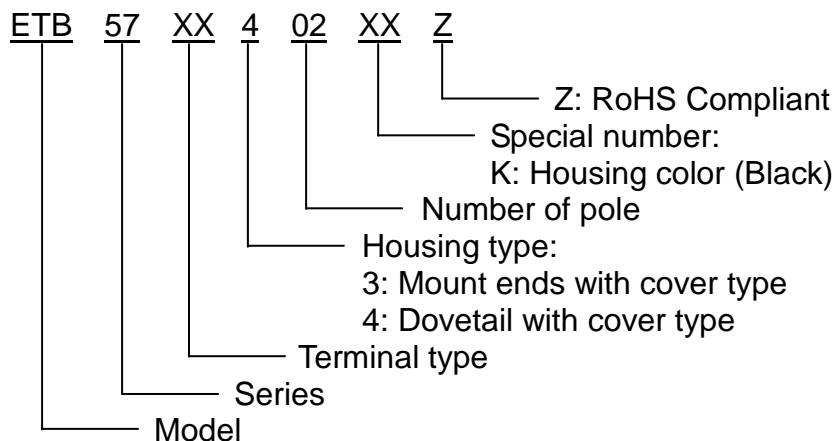 ETB 57 XX 4 02 XX Z
Z: RoHS Compliant
Special number:
K: Housing color (Black)
Number of pole
Housing type:
3: Mount ends with cover type
4: Dovetail with cover type
Terminal type
Series
Model